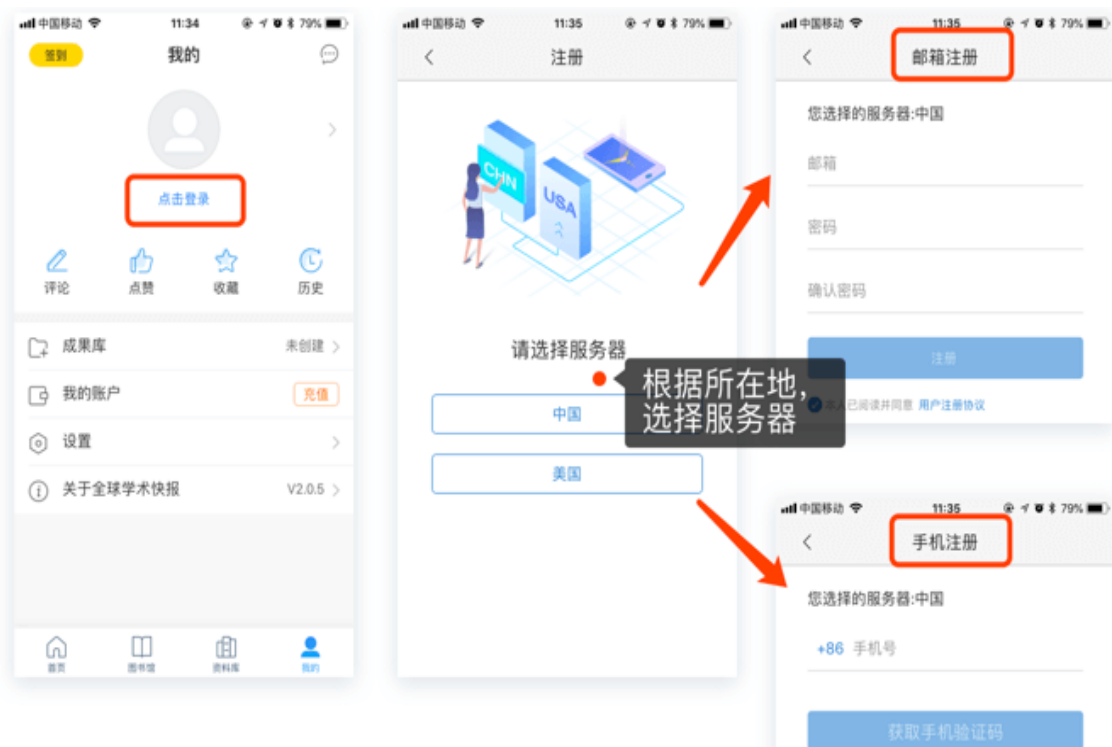 中国移动 11:34 79%
签到 我的
点击登录
评论 点赞 收藏 历史
成果库 未创建
我的账户 充值
设置
关于全球学术快报 V2.0.5
首页 图书馆 资料库 我的
中国移动 11:35 79%
注册
CHN
USA
请选择服务器
根据所在地，
选择服务器
中国
美国
中国移动 11:35 79%
邮箱注册
您选择的服务器:中国
邮箱
密码
确认密码
注册
本人已阅读并同意 用户注册协议
中国移动 11:35 79%
手机注册
您选择的服务器:中国
+86 手机号
获取手机验证码